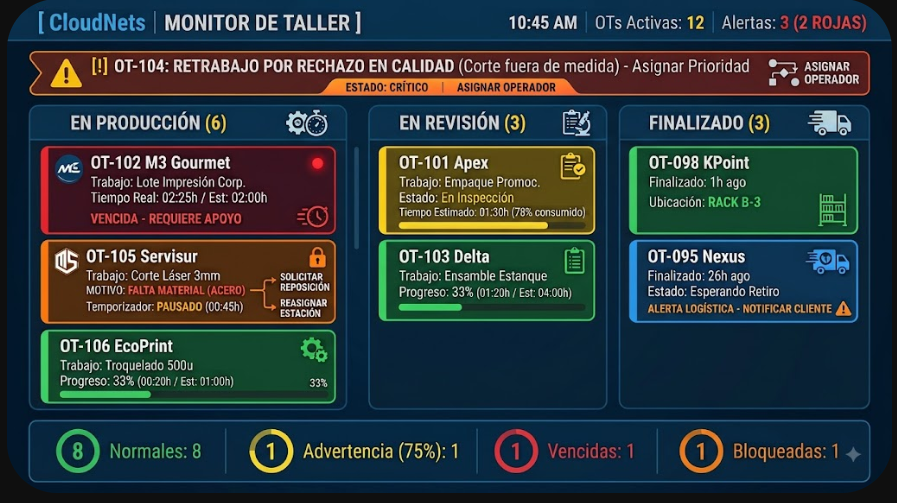 [ CloudNets | MONITOR DE TALLER ]
10:45 AM | OTs Activas: 12 | Alertas: 3 (2 ROJAS)
[!] OT-104: RETRABAJO POR RECHAZO EN CALIDAD (Corte fuera de medida) - Asignar Prioridad
ESTADO: CRÍTICO | ASIGNAR OPERADOR
ASIGNAR
OPERADOR
EN PRODUCCIÓN (6)
OT-102 M3 Gourmet
Trabajo: Lote Impresión Corp.
Tiempo Real: 02:25h / Est: 02:00h
VENCIDA - REQUIERE APOYO
OT-105 Servisur
Trabajo: Corte Láser 3mm
MOTIVO: FALTA MATERIAL (ACERO)
Temporizador: PAUSADO (00:45h)
SOLICITAR
REPOSICIÓN
REASIGNAR
ESTACIÓN
OT-106 EcoPrint
Trabajo: Troquelado 500u
Progreso: 33% (00:20h / Est: 01:00h)
33%
EN REVISIÓN (3)
OT-101 Apex
Trabajo: Empaque Promoc.
Estado: En Inspección
Tiempo Estimado: 01:30h (78% consumido)
OT-103 Delta
Trabajo: Ensamble Estanque
Progreso: 33% (01:20h / Est: 04:00h)
FINALIZADO (3)
OT-098 KPoint
Finalizado: 1h ago
Ubicación: RACK B-3
OT-095 Nexus
Finalizado: 26h ago
Estado: Esperando Retiro
ALERTA LOGÍSTICA - NOTIFICAR CLIENTE
8 Normales: 8
1 Advertencia (75%): 1
1 Vencidas: 1
1 Bloqueadas: 1